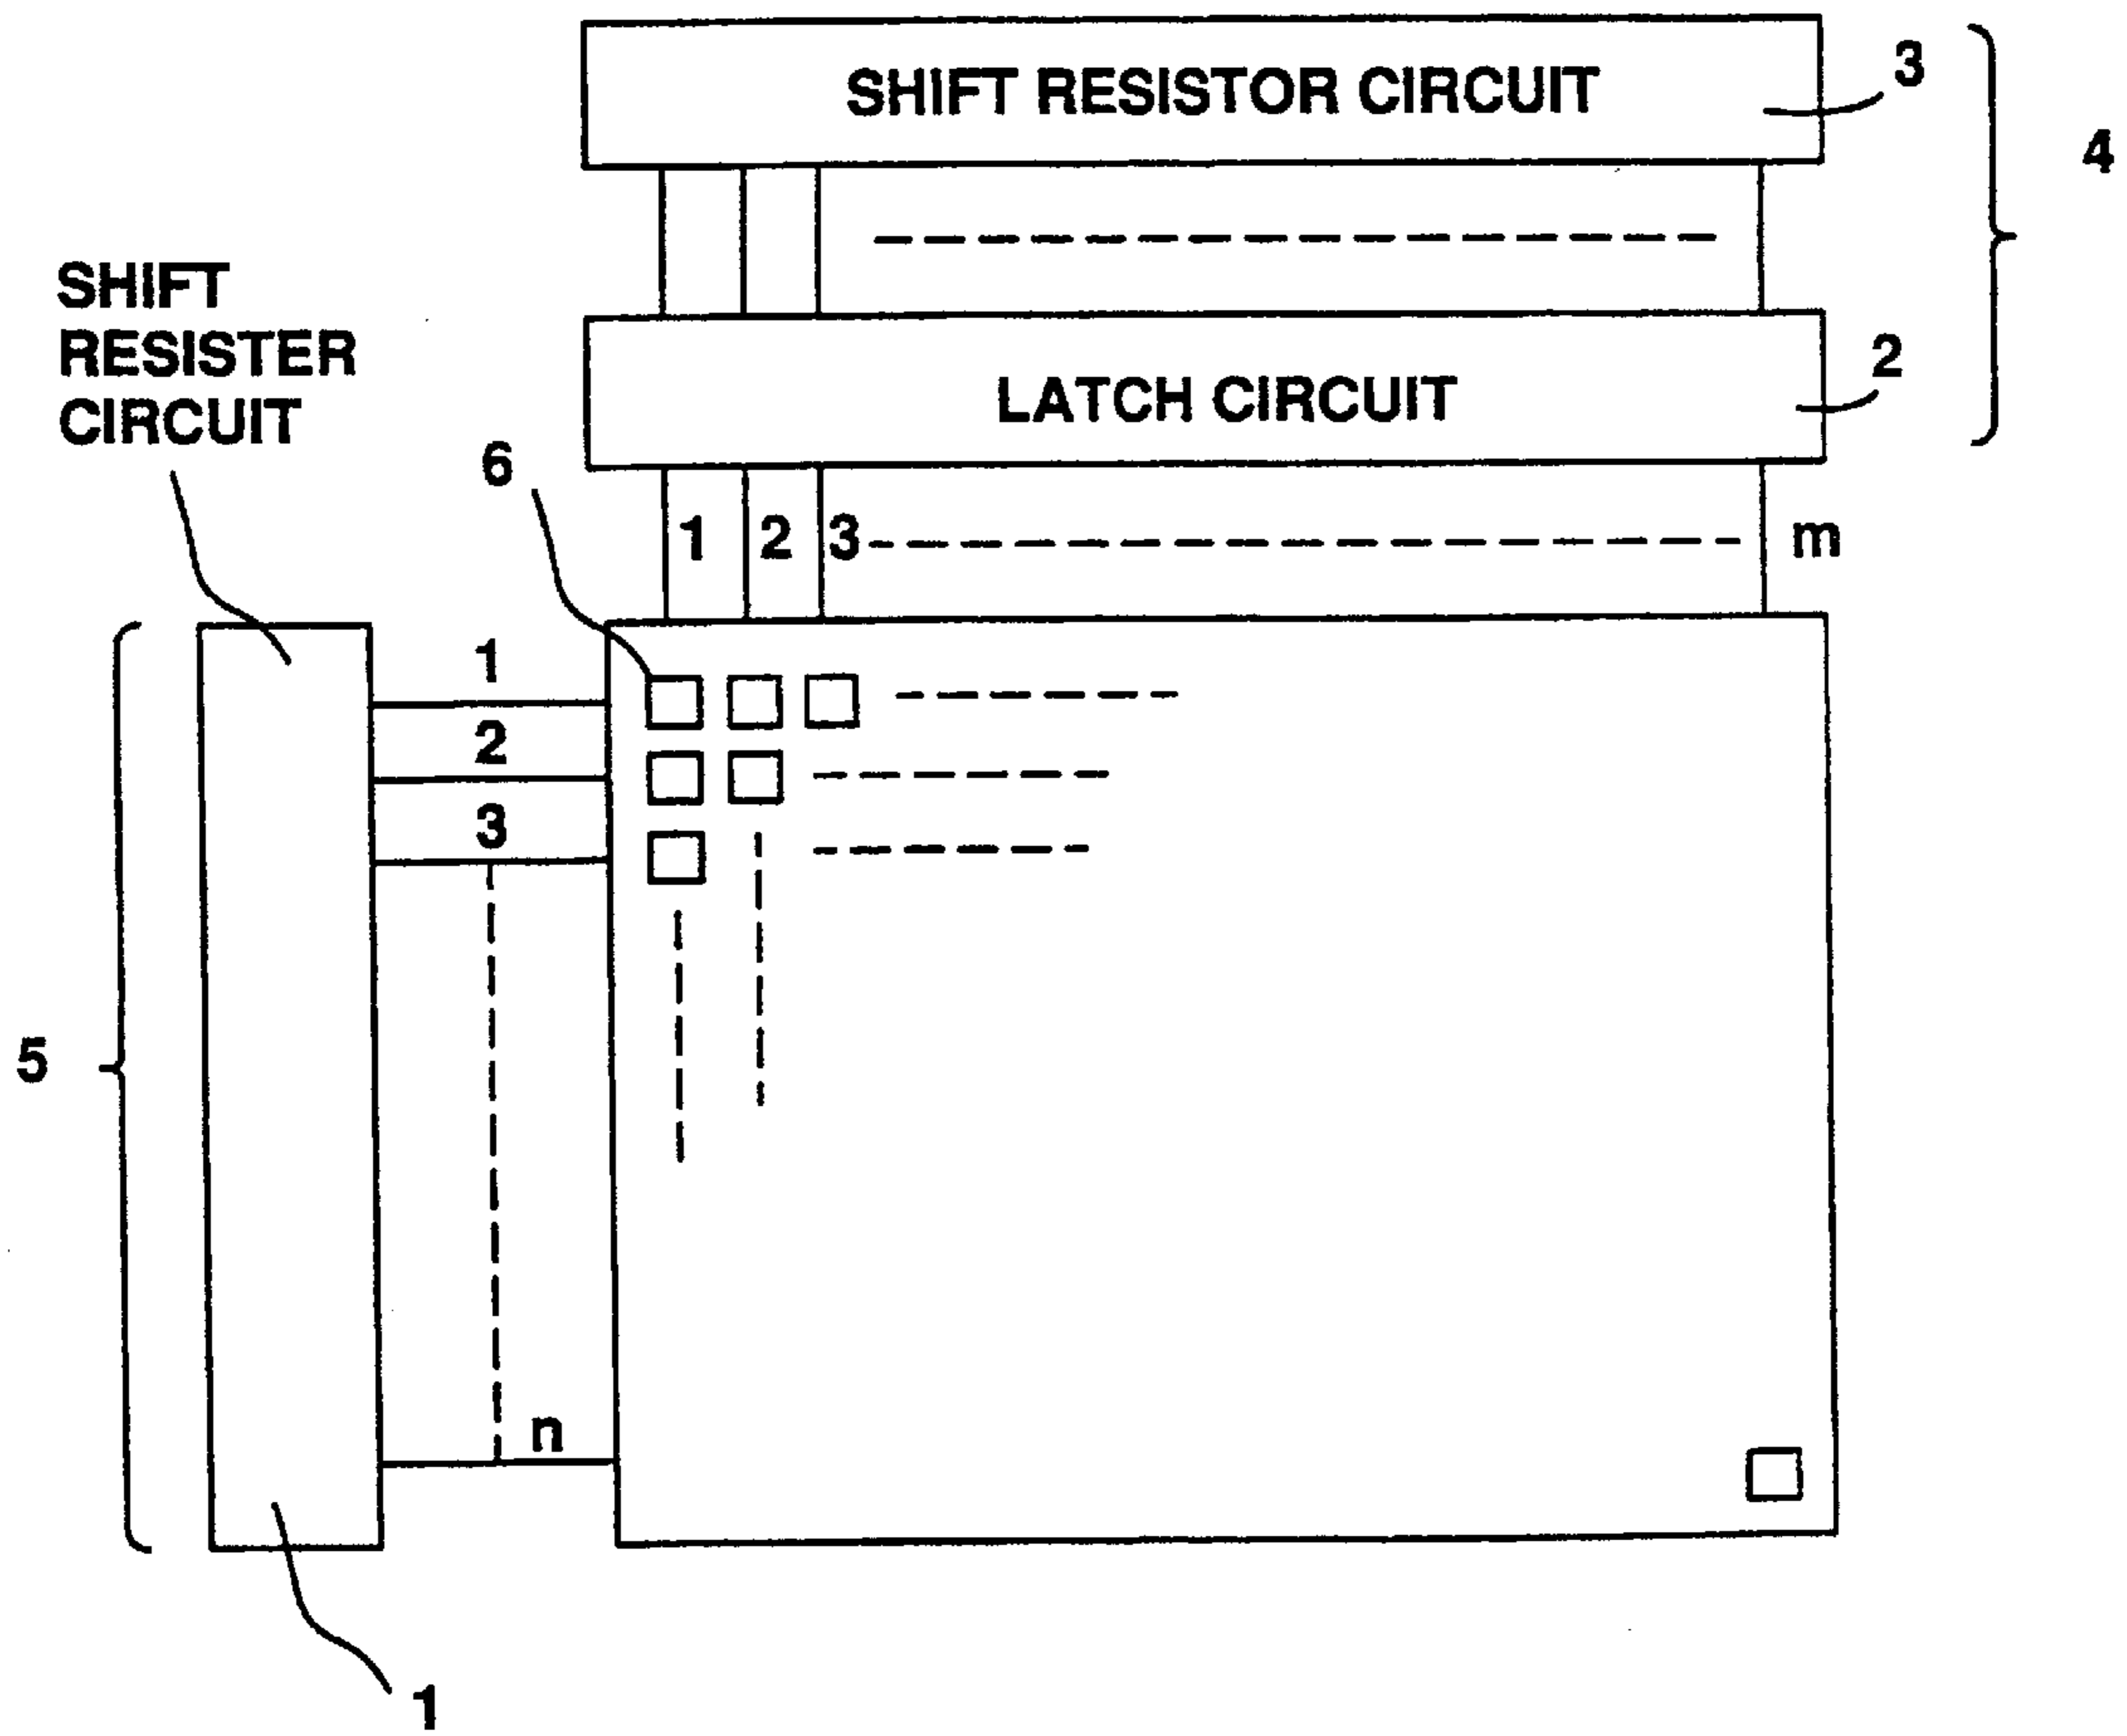 SHIFT RESISTOR CIRCUIT
3
4
SHIFT
RESISTER
CIRCUIT
LATCH CIRCUIT
2
6
1 2 3 m
1
2
3
5
n
1